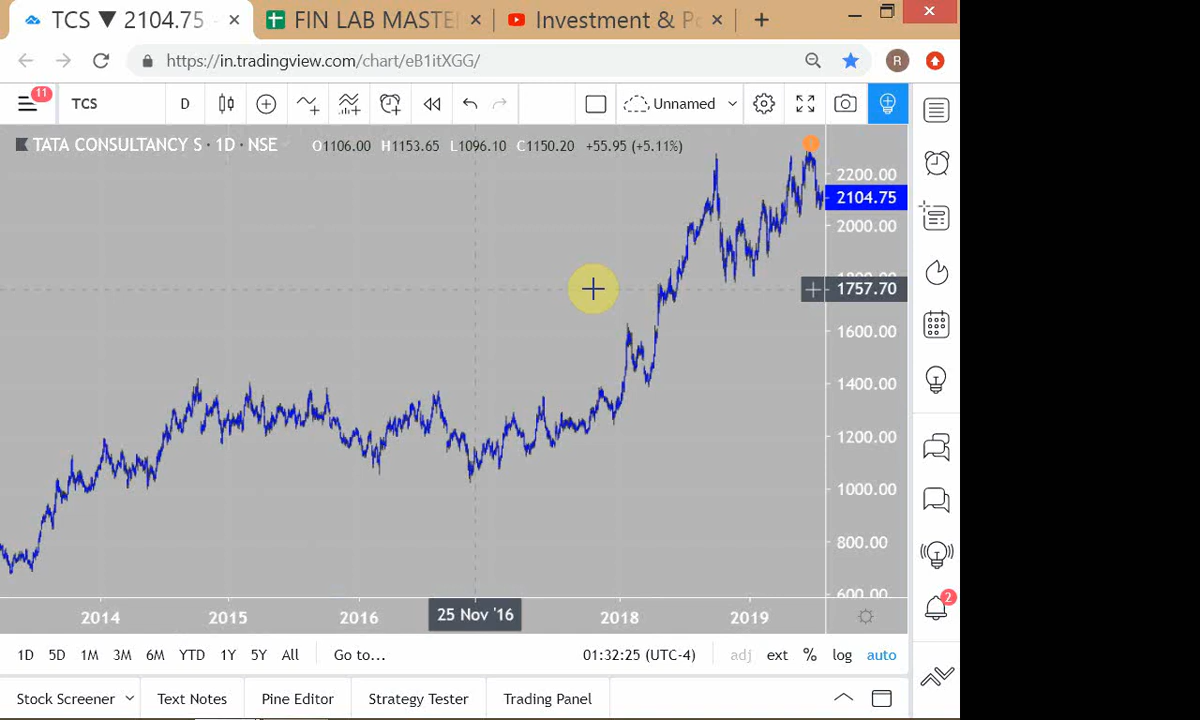 TCS ▼ 2104.75
FIN LAB MASTE
Investment & Po
https://in.tradingview.com/chart/eB1itXGG/
R
11
TCS
D
Unnamed
TATA CONSULTANCY S · 1D · NSE
O1106.00 H1153.65 L1096.10 C1150.20 +55.95 (+5.11%)
2200.00
2104.75
2000.00
1800.00
1757.70
1600.00
1400.00
1200.00
1000.00
800.00
600.00
2014
2015
2016
25 Nov '16
2018
2019
2
1D 5D 1M 3M 6M YTD 1Y 5Y All
Go to...
01:32:25 (UTC-4)
adj ext % log auto
Stock Screener
Text Notes
Pine Editor
Strategy Tester
Trading Panel